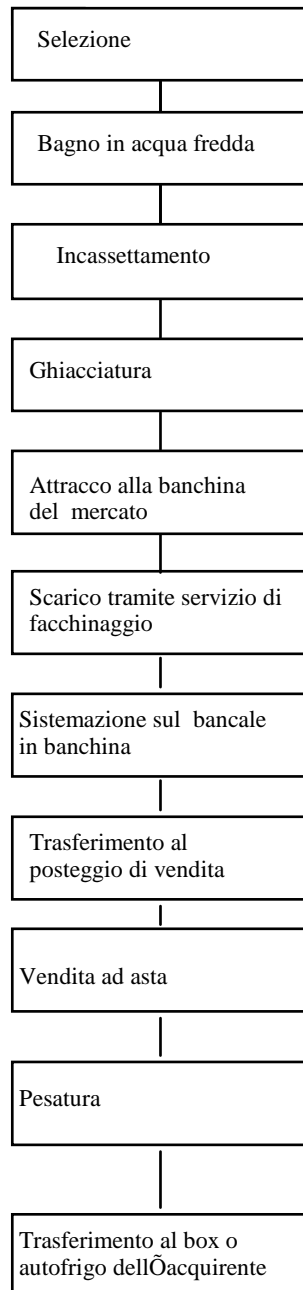 Selezione
Bagno in acqua fredda
Incassettamento
Ghiacciatura
Attracco alla banchina
del mercato
Scarico tramite servizio di
facchinaggio
Sistemazione sul bancale
in banchina
Trasferimento al
posteggio di vendita
Vendita ad asta
Pesatura
Trasferimento al box o
autofrigo dellÕacquirente